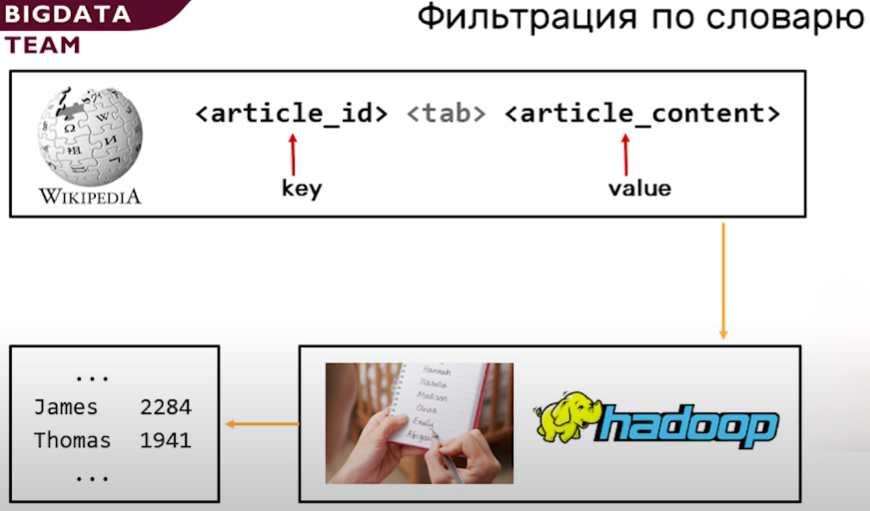 BIGDATA
TEAM
Фильтрация по словарю
<article_id> <tab> <article_content>
key value
WIKIPEDIA
...
James 2284
Thomas 1941
...
Hannah
Isabella
Madison
Olivia
Emily
Abigail
hadoop